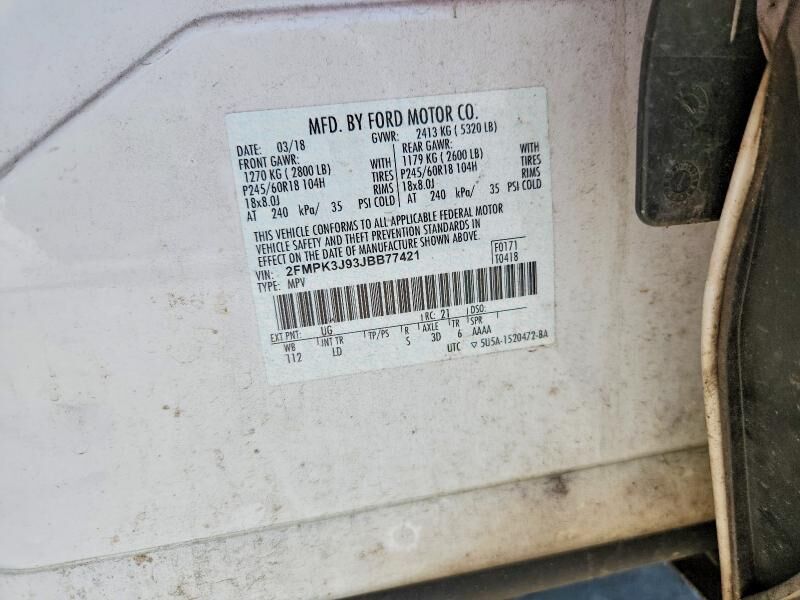 MFD. BY FORD MOTOR CO.
DATE: 03/18 GVWR: 2413 KG ( 5320 LB)
FRONT GAWR: REAR GAWR:
1270 KG ( 2800 LB) WITH 1179 KG ( 2600 LB) WITH
P245/60R18 104H TIRES P245/60R18 104H TIRES
18x8.0J RIMS 18x8.0J RIMS
AT 240 kPa/ 35 PSI COLD AT 240 kPa/ 35 PSI COLD
THIS VEHICLE CONFORMS TO ALL APPLICABLE FEDERAL MOTOR
VEHICLE SAFETY AND THEFT PREVENTION STANDARDS IN
EFFECT ON THE DATE OF MANUFACTURE SHOWN ABOVE.
VIN: 2FMPK3J93JBB77421 F0171
TYPE: MPV T0418
EXT PNT: UG RC: 21 DSO:
WB INT TR TP/PS R AXLE TR SPR
112 LD S 3D 6 AAAA
UTC ▽ 5U5A-1520472-BA